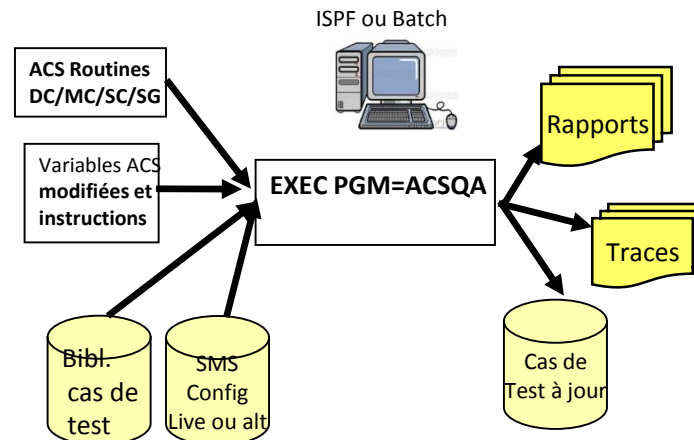 ISPF ou Batch
ACS Routines
DC/MC/SC/SG
Variables ACS
modifiées et
instructions
EXEC PGM=ACSQA
Rapports
Traces
Bibl.
cas de
test
SMS
Config
Live ou alt
Cas de
Test à jour